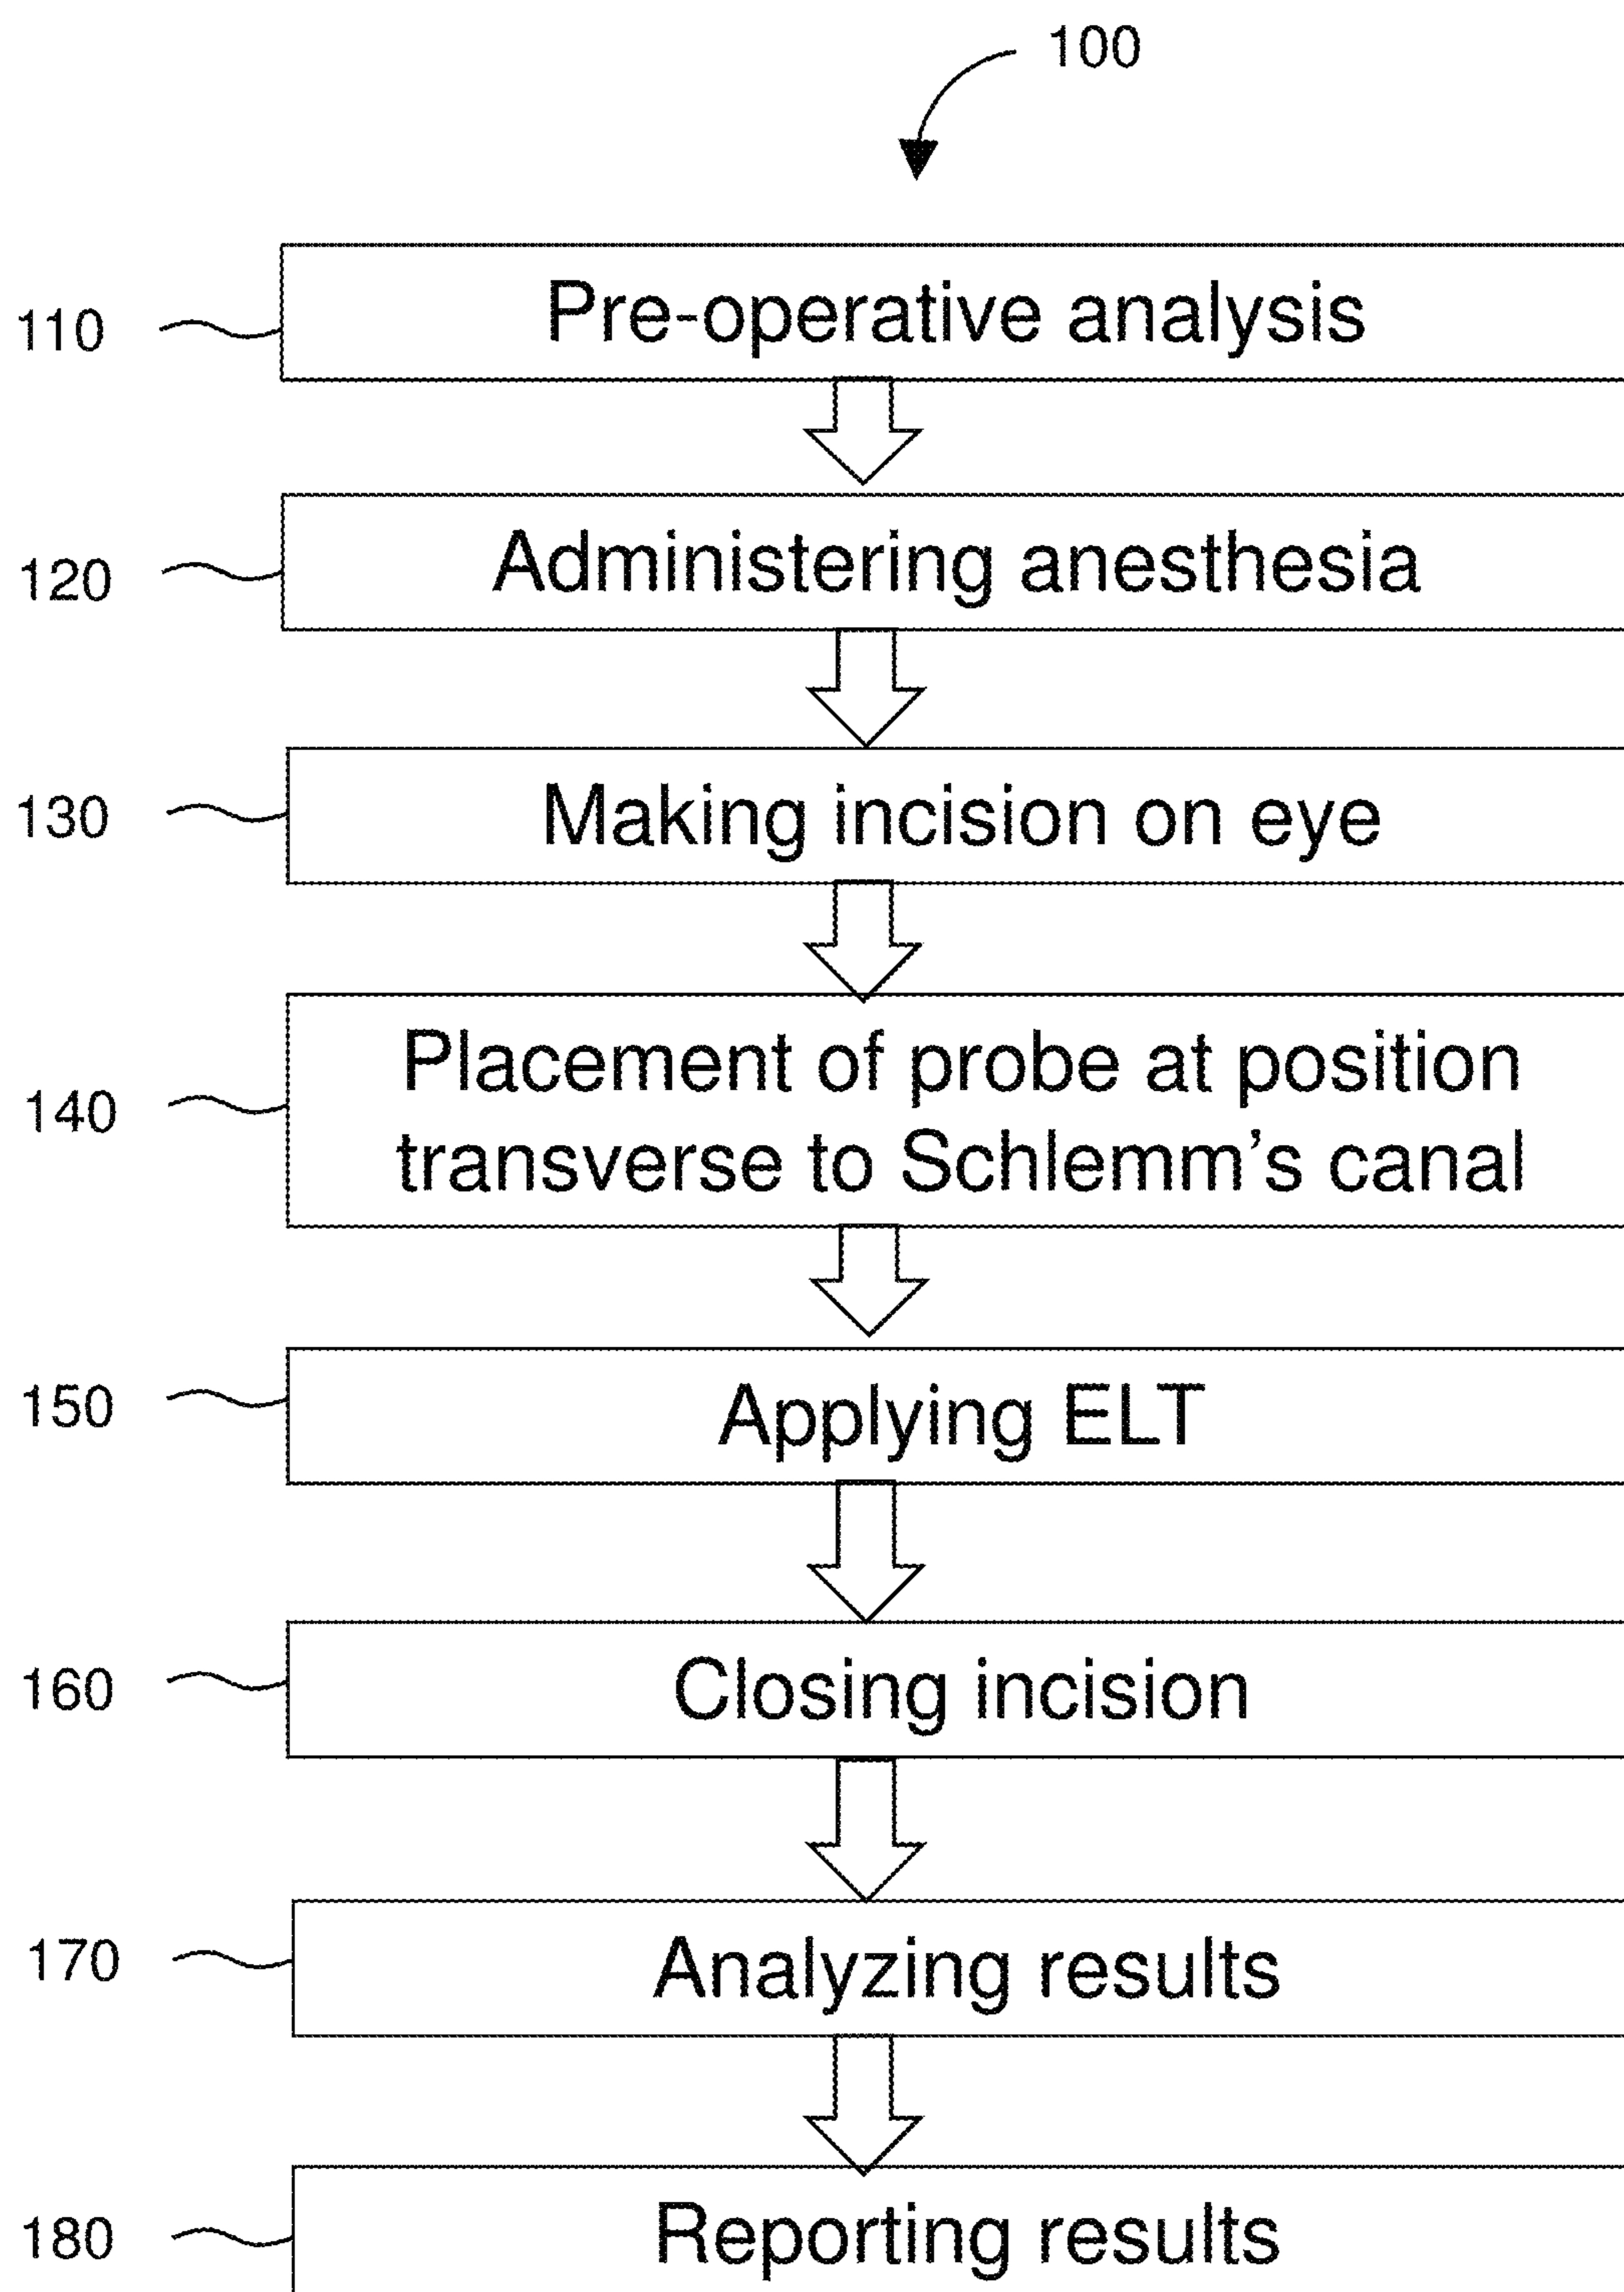 100
110 Pre-operative analysis
120 Administering anesthesia
130 Making incision on eye
140 Placement of probe at position
transverse to Schlemm's canal
150 Applying ELT
160 Closing incision
170 Analyzing results
180 Reporting results